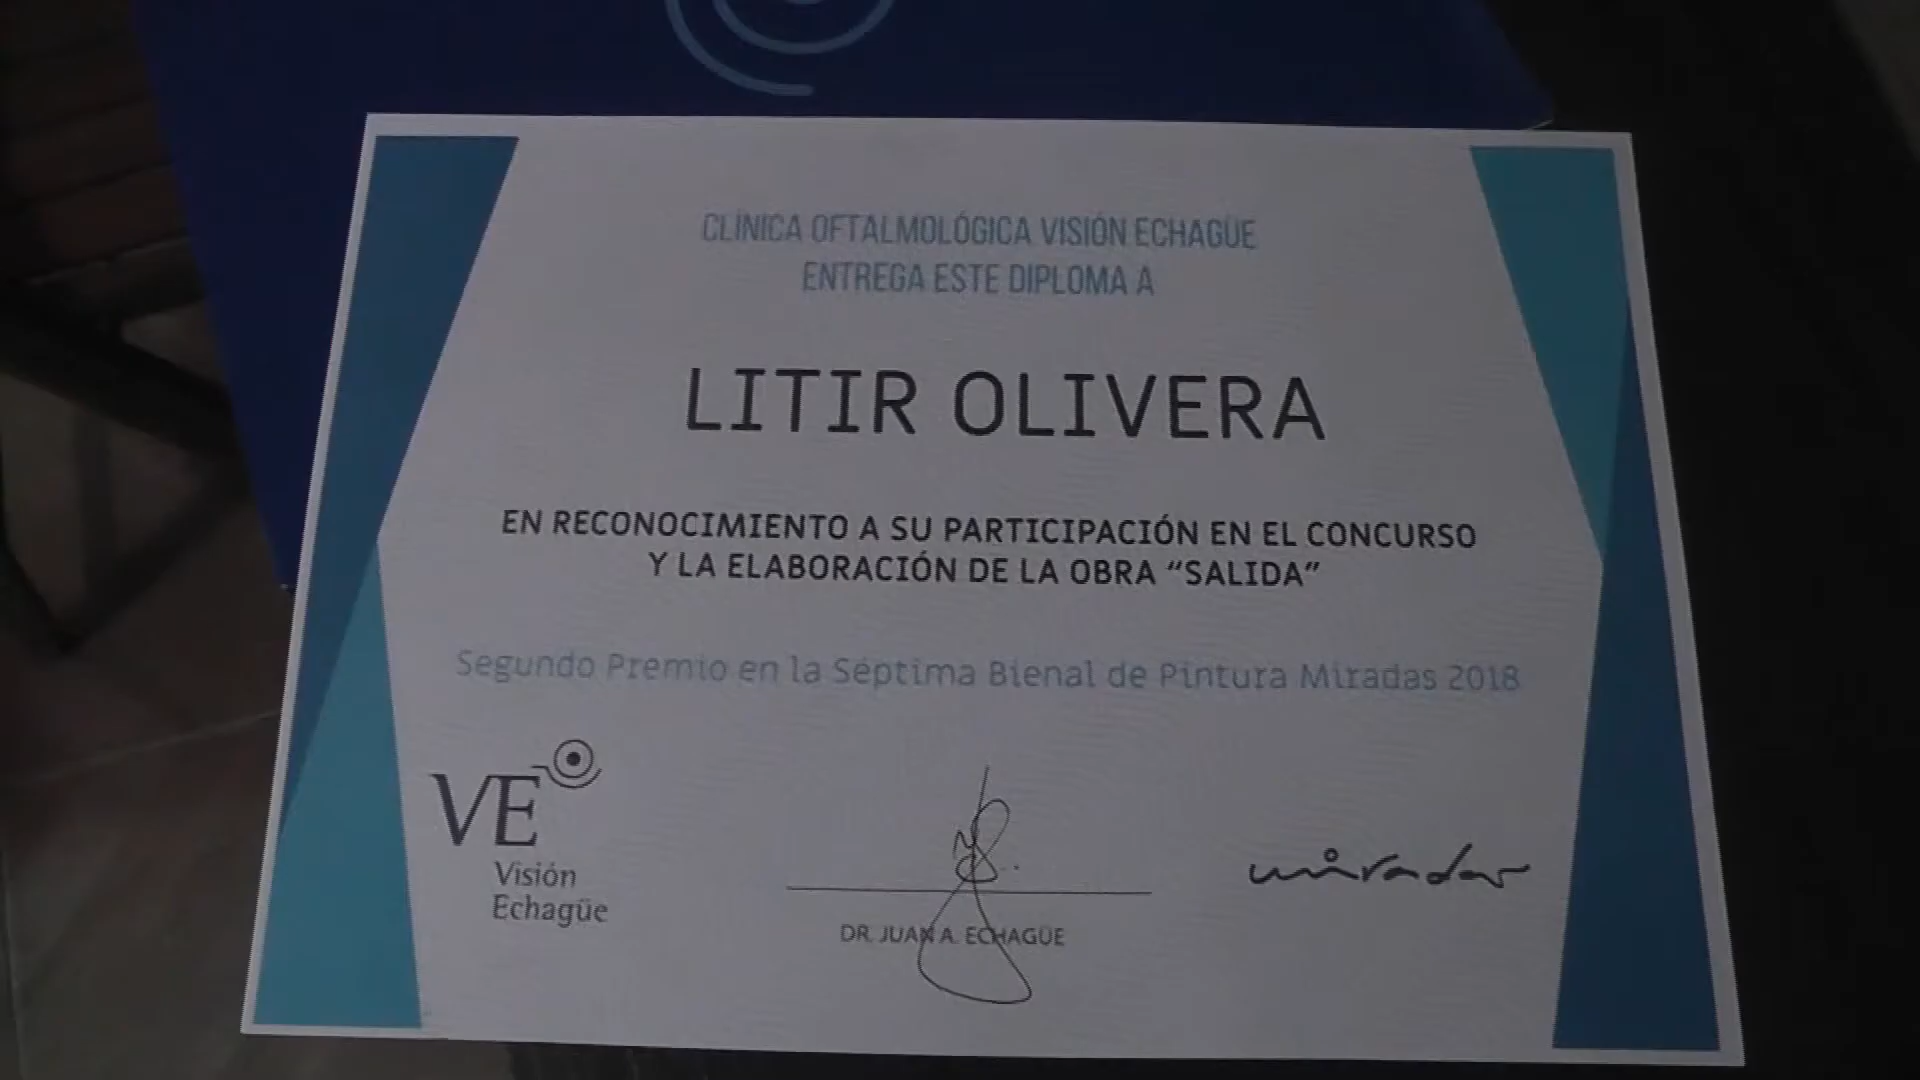 CLÍNICA OFTALMOLÓGICA VISIÓN ECHAGÜE
ENTREGA ESTE DIPLOMA A
LITIR OLIVERA
EN RECONOCIMIENTO A SU PARTICIPACIÓN EN EL CONCURSO
Y LA ELABORACIÓN DE LA OBRA “SALIDA”
Segundo Premio en la Séptima Bienal de Pintura Miradas 2018
VE
Visión
Echagüe
DR. JUAN A. ECHAGÜE
miradas